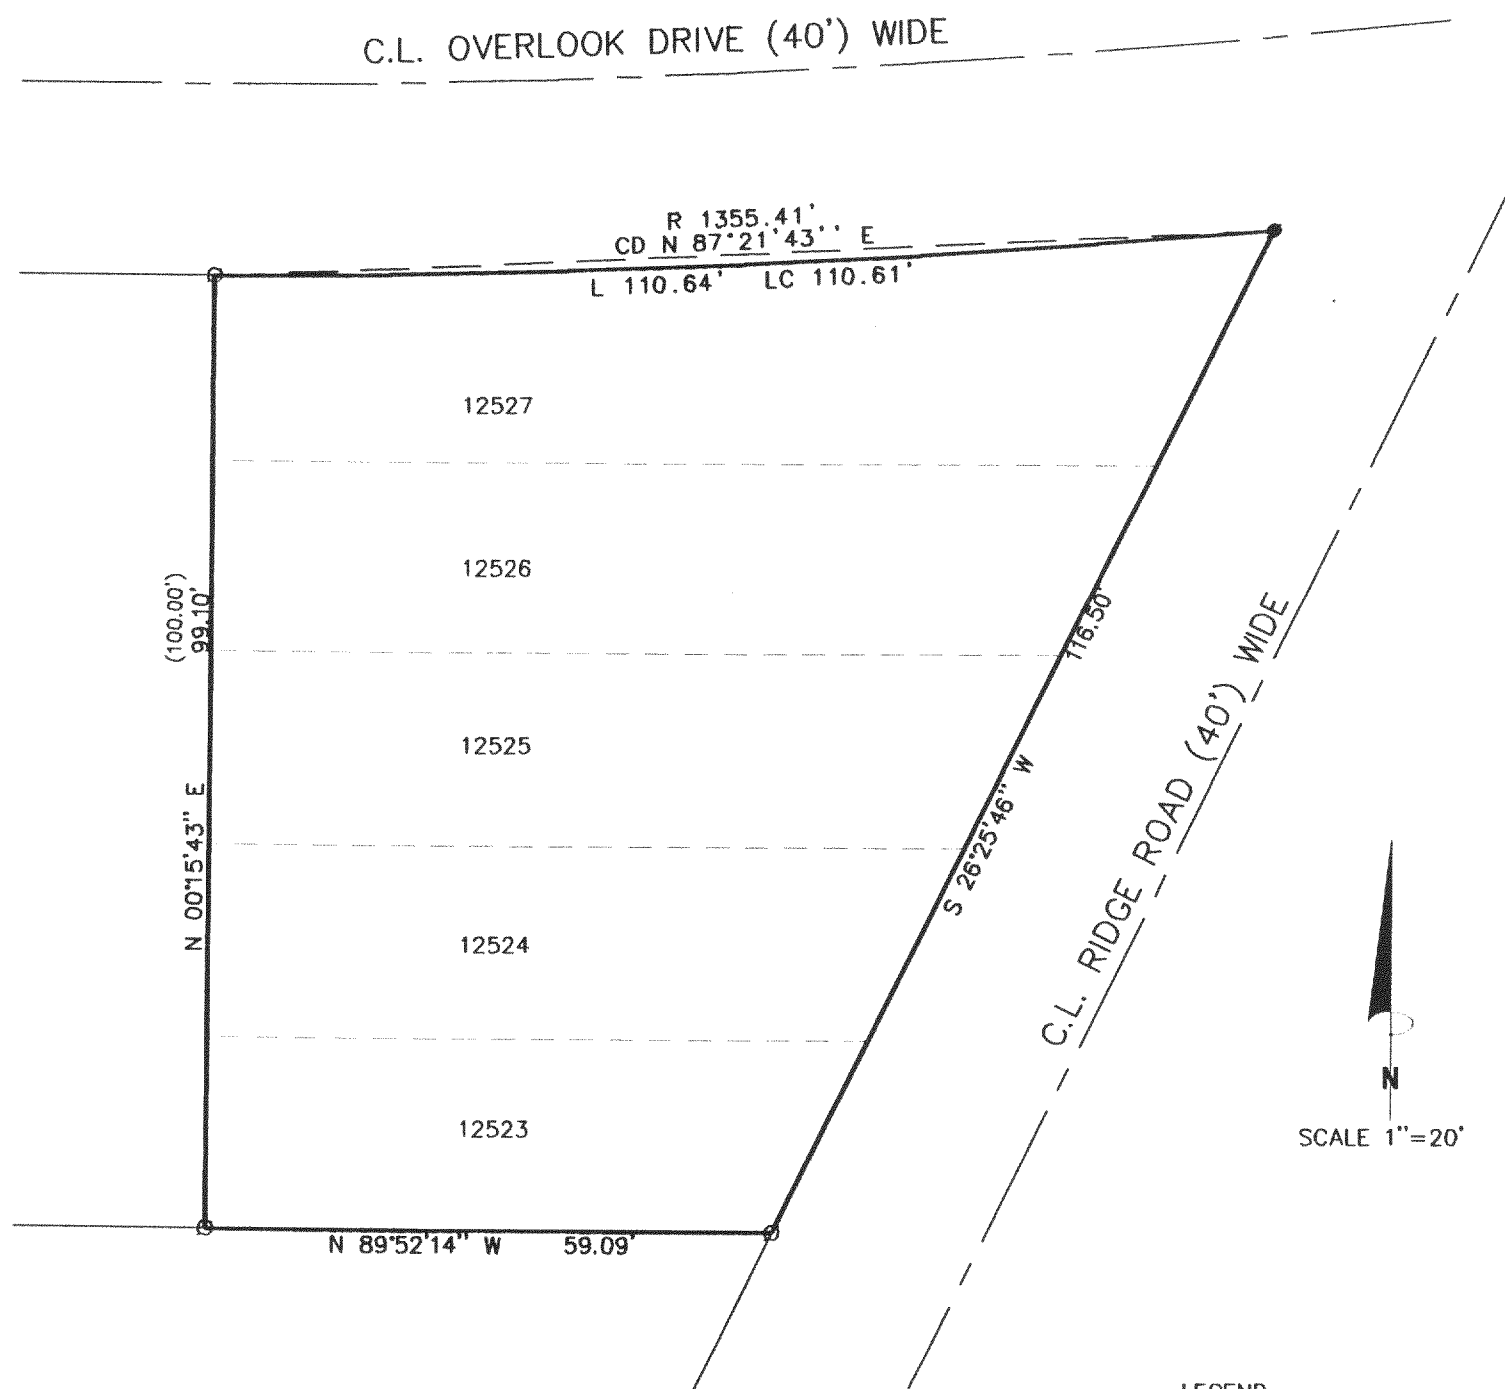 C.L. OVERLOOK DRIVE (40') WIDE
R 1355.41'
CD N 87°21'43'' E
L 110.64' LC 110.61'
12527
12526
(100.00')
99.10'
116.50'
12525
N 00°15'43" E
S 26°25'46" W
C.L. RIDGE ROAD (40') WIDE
12524
N
SCALE 1"=20'
12523
N 89°52'14" W 59.09'
LEGEND